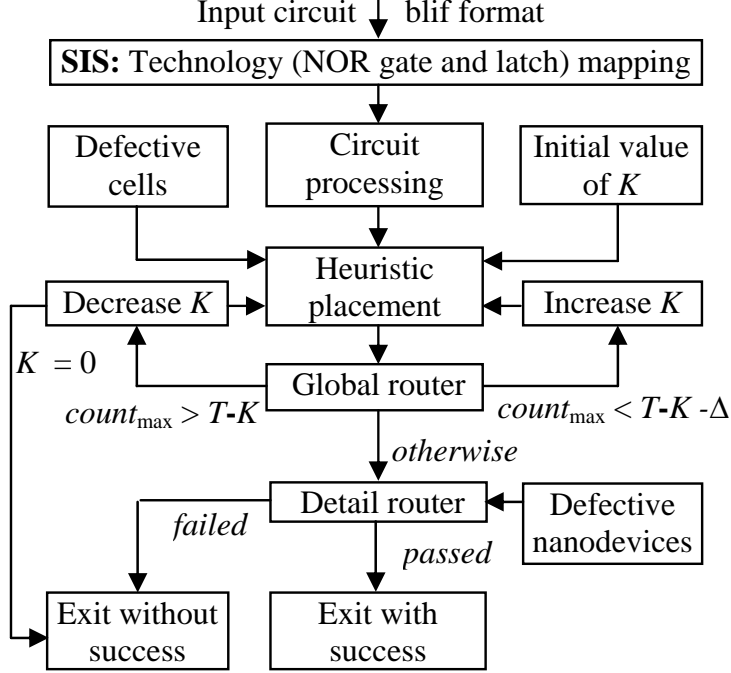 Input circuit blif format
SIS: Technology (NOR gate and latch) mapping
Defective
cells
Circuit
processing
Initial value
of K
Heuristic
placement
Decrease K
Increase K
K = 0
Global router
count_max > T-K
count_max < T-K -Δ
otherwise
Detail router
Defective
nanodevices
failed
passed
Exit without
success
Exit with
success